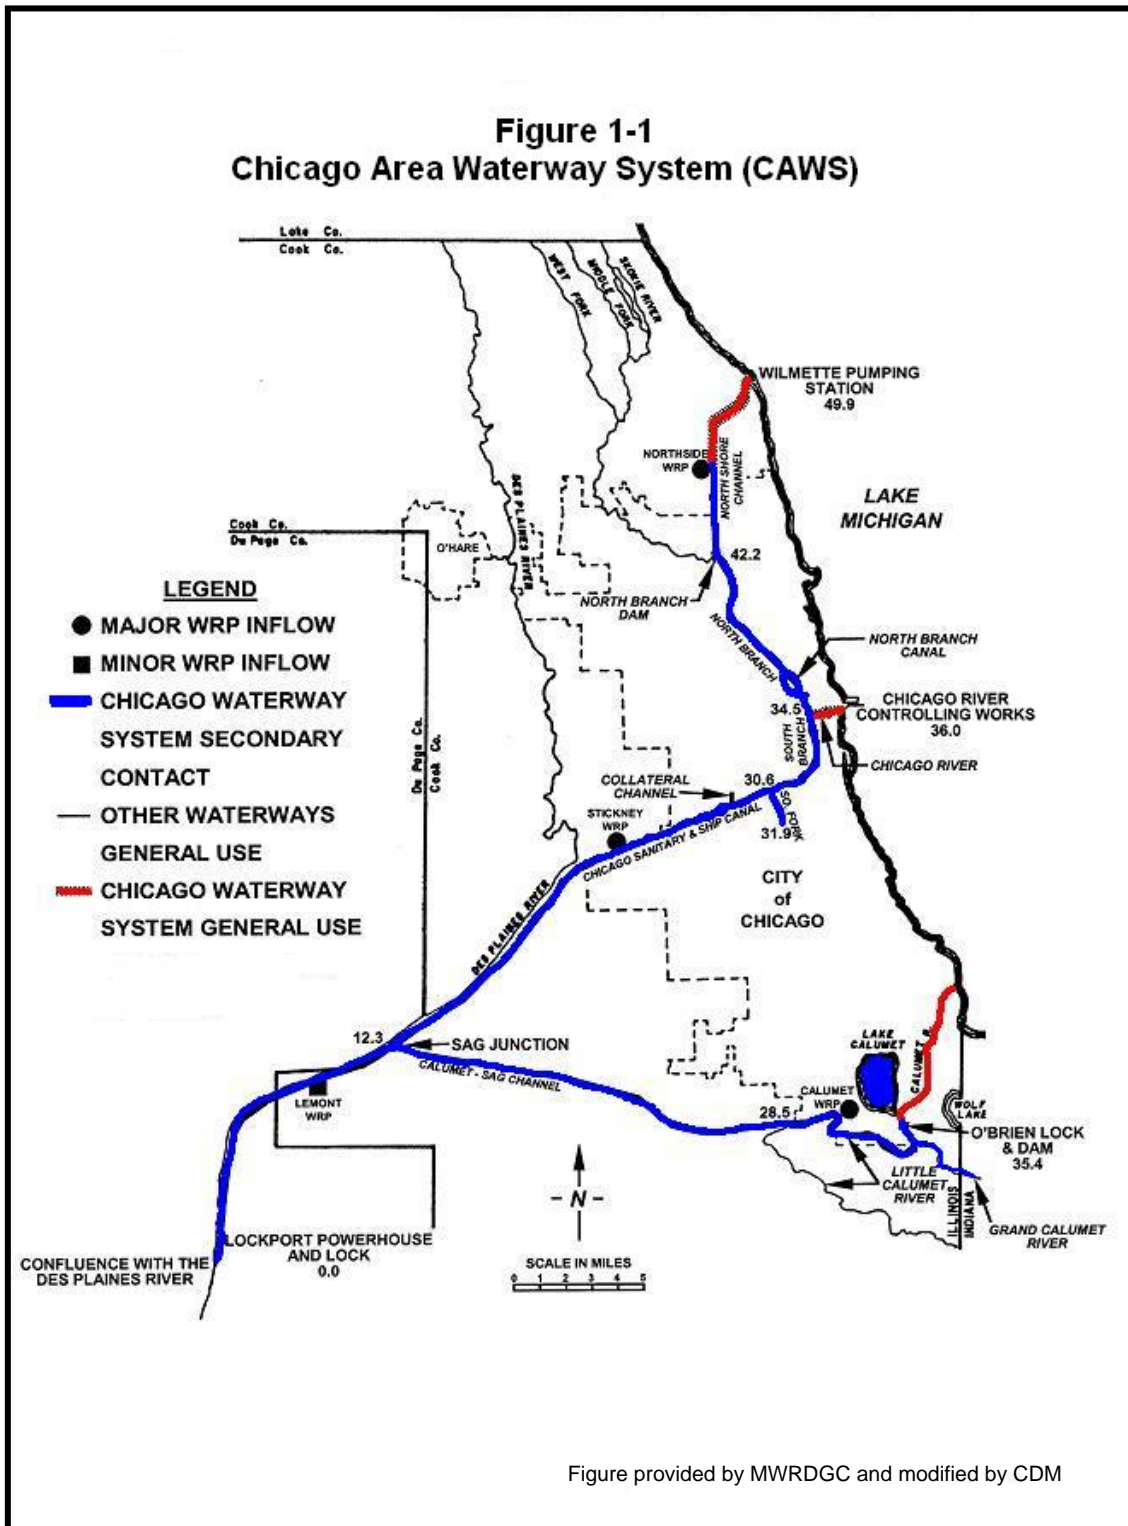 Figure 1-1
Chicago Area Waterway System (CAWS)
Lake Co.
Cook Co.
WEST FORK
MIDDLE FORK
SKOKIE RIVER
WILMETTE PUMPING
STATION
49.9
NORTHSIDE
WRP
NORTH SHORE
CHANNEL
DES PLAINES
RIVER
LAKE
MICHIGAN
Cook Co.
Du Page Co.
O'HARE
42.2
NORTH BRANCH
DAM
NORTH BRANCH
NORTH BRANCH
CANAL
LEGEND
MAJOR WRP INFLOW
MINOR WRP INFLOW
CHICAGO WATERWAY
SYSTEM SECONDARY
CONTACT
OTHER WATERWAYS
GENERAL USE
CHICAGO WATERWAY
SYSTEM GENERAL USE
Du Page Co.
Cook Co.
34.5
CHICAGO RIVER
CONTROLLING WORKS
36.0
SOUTH
BRANCH
CHICAGO RIVER
COLLATERAL
CHANNEL
30.6
SO. FORK
31.9
STICKNEY
WRP
CHICAGO SANITARY & SHIP CANAL
CITY
of
CHICAGO
DES PLAINES RIVER
12.3
SAG JUNCTION
CALUMET - SAG CHANNEL
LEMONT
WRP
LAKE
CALUMET
CALUMET R.
CALUMET
WRP
28.5
WOLF
LAKE
O'BRIEN LOCK
& DAM
35.4
LITTLE
CALUMET
RIVER
ILLINOIS
INDIANA
GRAND CALUMET
RIVER
- N -
LOCKPORT POWERHOUSE
AND LOCK
0.0
CONFLUENCE WITH THE
DES PLAINES RIVER
SCALE IN MILES
0 1 2 3 4 5
Figure provided by MWRDGC and modified by CDM